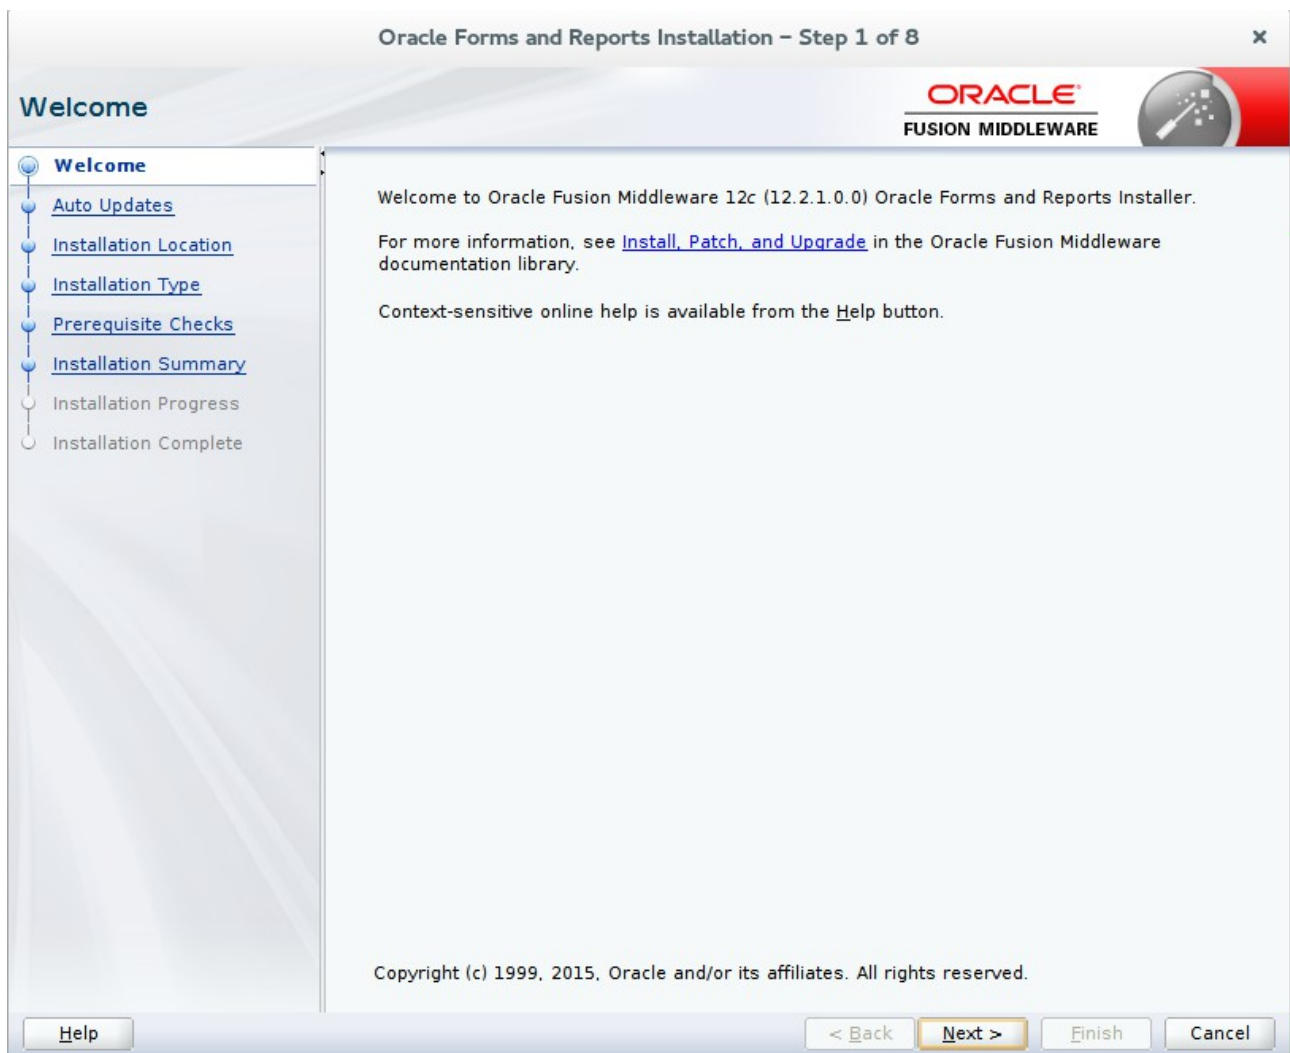 Oracle Forms and Reports Installation – Step 1 of 8
Welcome
ORACLE
FUSION MIDDLEWARE
Welcome
Auto Updates
Installation Location
Installation Type
Prerequisite Checks
Installation Summary
Installation Progress
Installation Complete
Welcome to Oracle Fusion Middleware 12c (12.2.1.0.0) Oracle Forms and Reports Installer.
For more information, see Install, Patch, and Upgrade in the Oracle Fusion Middleware
documentation library.
Context-sensitive online help is available from the Help button.
Copyright (c) 1999, 2015, Oracle and/or its affiliates. All rights reserved.
Help
< Back
Next >
Finish
Cancel